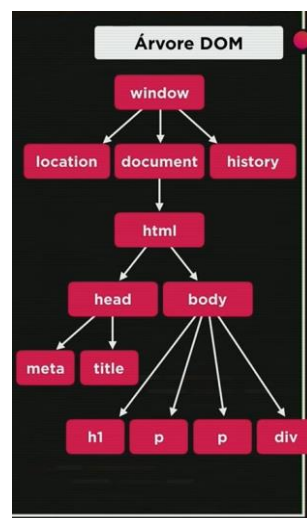 Árvore DOM
window
location document history
html
head body
meta title
h1 p p div